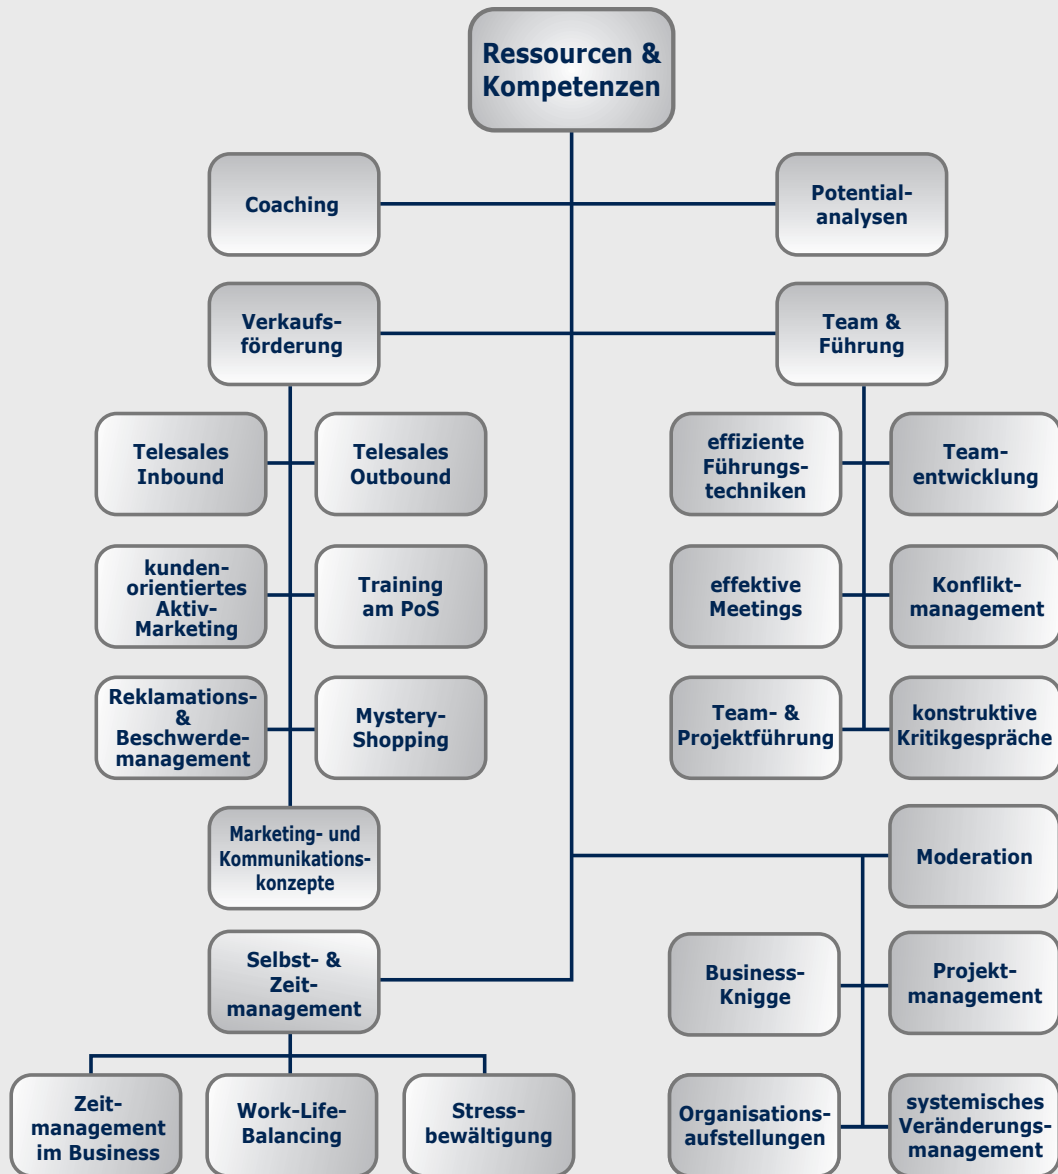 Ressourcen &
Kompetenzen
Coaching
Potential-
analysen
Verkaufs-
förderung
Team &
Führung
Telesales
Inbound
Telesales
Outbound
effiziente
Führungs-
techniken
Team-
entwicklung
kunden-
orientiertes
Aktiv-
Marketing
Training
am PoS
effektive
Meetings
Konflikt-
management
Reklamations-
&
Beschwerde-
management
Mystery-
Shopping
Team- &
Projektführung
konstruktive
Kritikgespräche
Marketing- und
Kommunikations-
konzepte
Moderation
Selbst- &
Zeit-
management
Business-
Knigge
Projekt-
management
Zeit-
management
im Business
Work-Life-
Balancing
Stress-
bewältigung
Organisations-
aufstellungen
systemisches
Veränderungs-
management